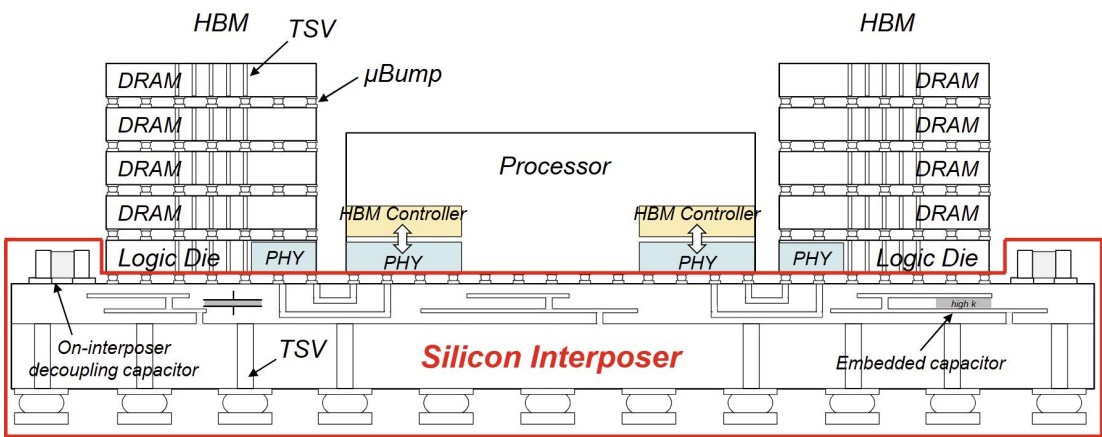 HBM
HBM
TSV
µBump
DRAM
DRAM
DRAM
DRAM
DRAM
DRAM
DRAM
DRAM
Processor
HBM Controller
HBM Controller
Logic Die
PHY
PHY
PHY
PHY
Logic Die
high k
On-interposer
decoupling capacitor
TSV
Silicon Interposer
Embedded capacitor